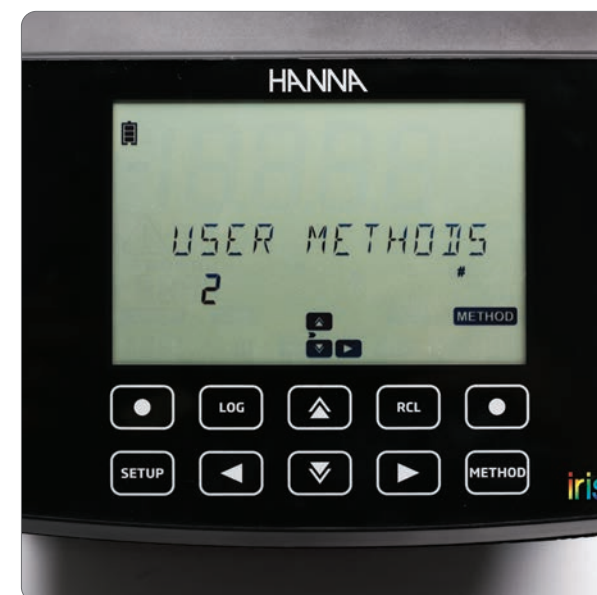 HANNA
USER METHODS
#
2
METHOD
LOG
RCL
SETUP
METHOD
iris